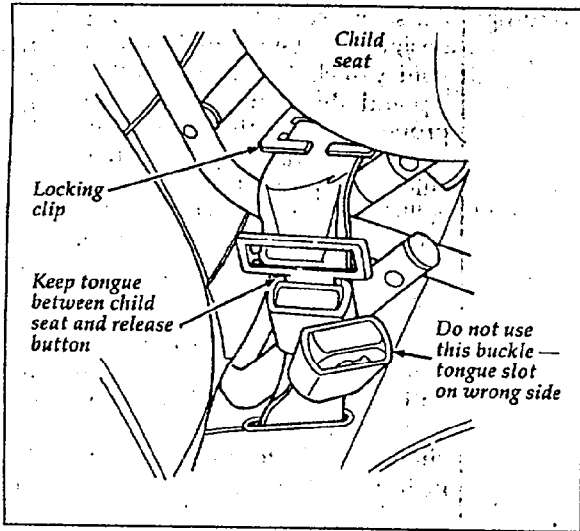 Child
seat
Locking
clip
Keep tongue
between child
seat and release
button
Do not use
this buckle —
tongue slot
on wrong side